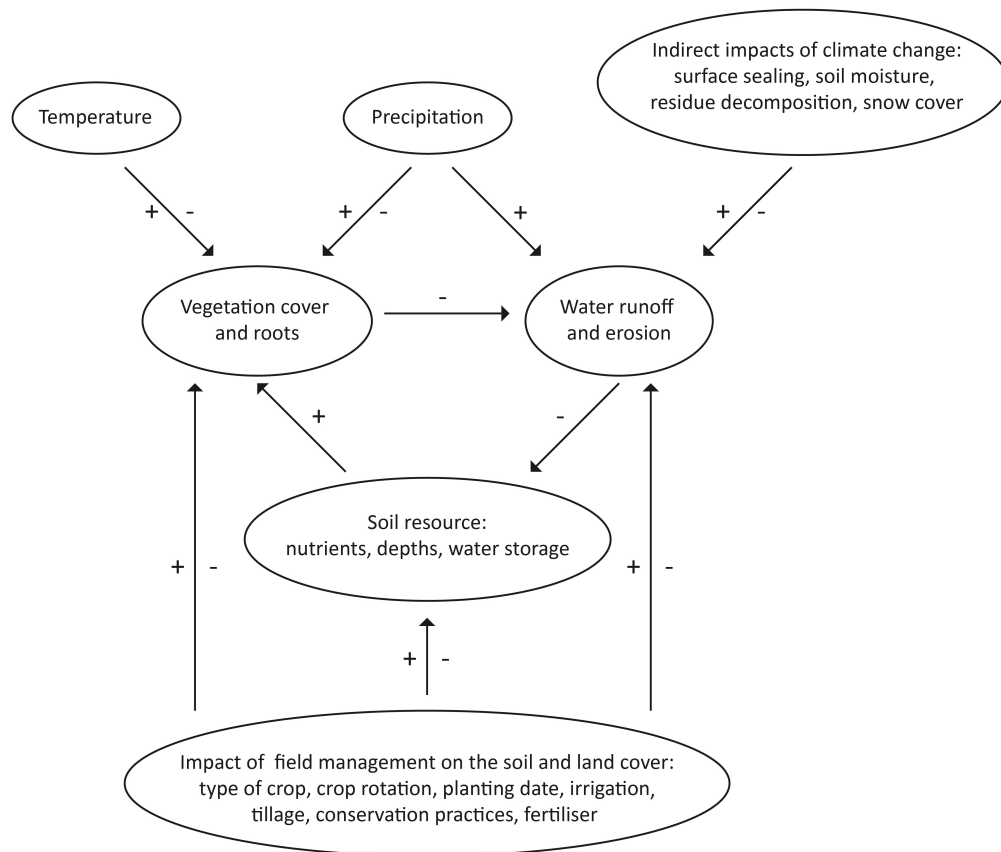 Indirect impacts of climate change:
surface sealing, soil moisture,
residue decomposition, snow cover
Temperature
Precipitation
+ -
+ -
+
+ -
Vegetation cover
and roots
-
Water runoff
and erosion
+
-
Soil resource:
nutrients, depths, water storage
+ -
+ -
+ -
Impact of field management on the soil and land cover:
type of crop, crop rotation, planting date, irrigation,
tillage, conservation practices, fertiliser